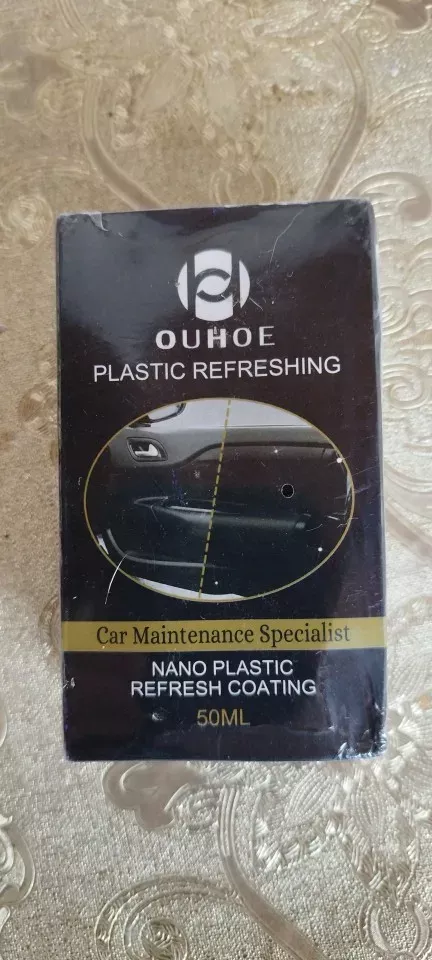 OUHOE
PLASTIC REFRESHING
Car Maintenance Specialist
NANO PLASTIC
REFRESH COATING
50ML